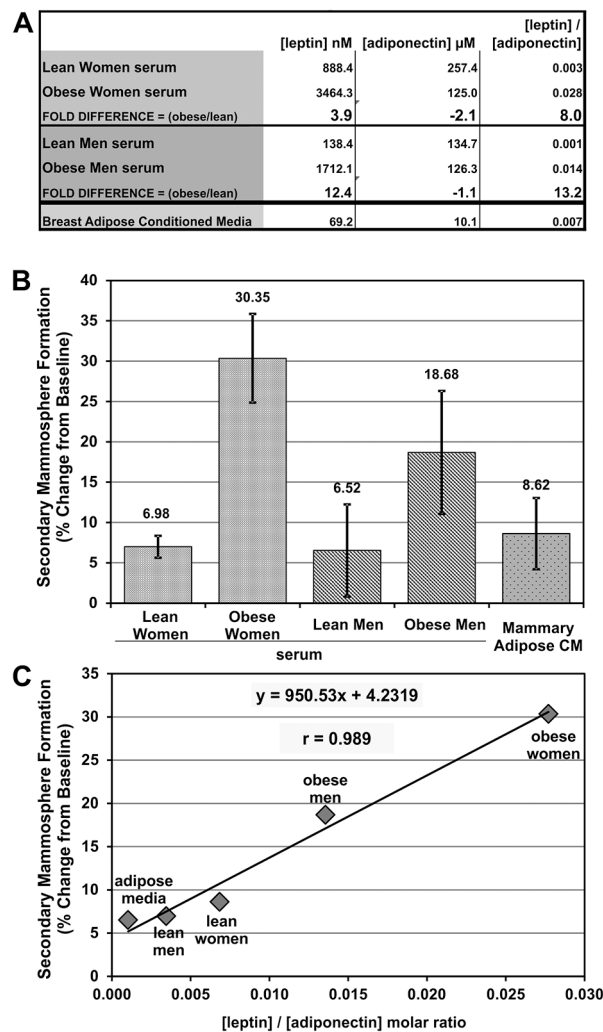 A
[leptin] nM [adiponectin] µM [leptin] / [adiponectin]
Lean Women serum 888.4 257.4 0.003
Obese Women serum 3464.3 125.0 0.028
FOLD DIFFERENCE = (obese/lean) 3.9 -2.1 8.0
Lean Men serum 138.4 134.7 0.001
Obese Men serum 1712.1 126.3 0.014
FOLD DIFFERENCE = (obese/lean) 12.4 -1.1 13.2
Breast Adipose Conditioned Media 69.2 10.1 0.007
B
Secondary Mammosphere Formation
(% Change from Baseline)
40
35
30
25
20
15
10
5
0
6.98
30.35
6.52
18.68
8.62
Lean Women
Obese Women
Lean Men
Obese Men
Mammary Adipose CM
serum
C
Secondary Mammosphere Formation
(% Change from Baseline)
35
30
25
20
15
10
5
0
y = 950.53x + 4.2319
r = 0.989
obese women
obese men
adipose media
lean men
lean women
0.000 0.005 0.010 0.015 0.020 0.025 0.030
[leptin] / [adiponectin] molar ratio